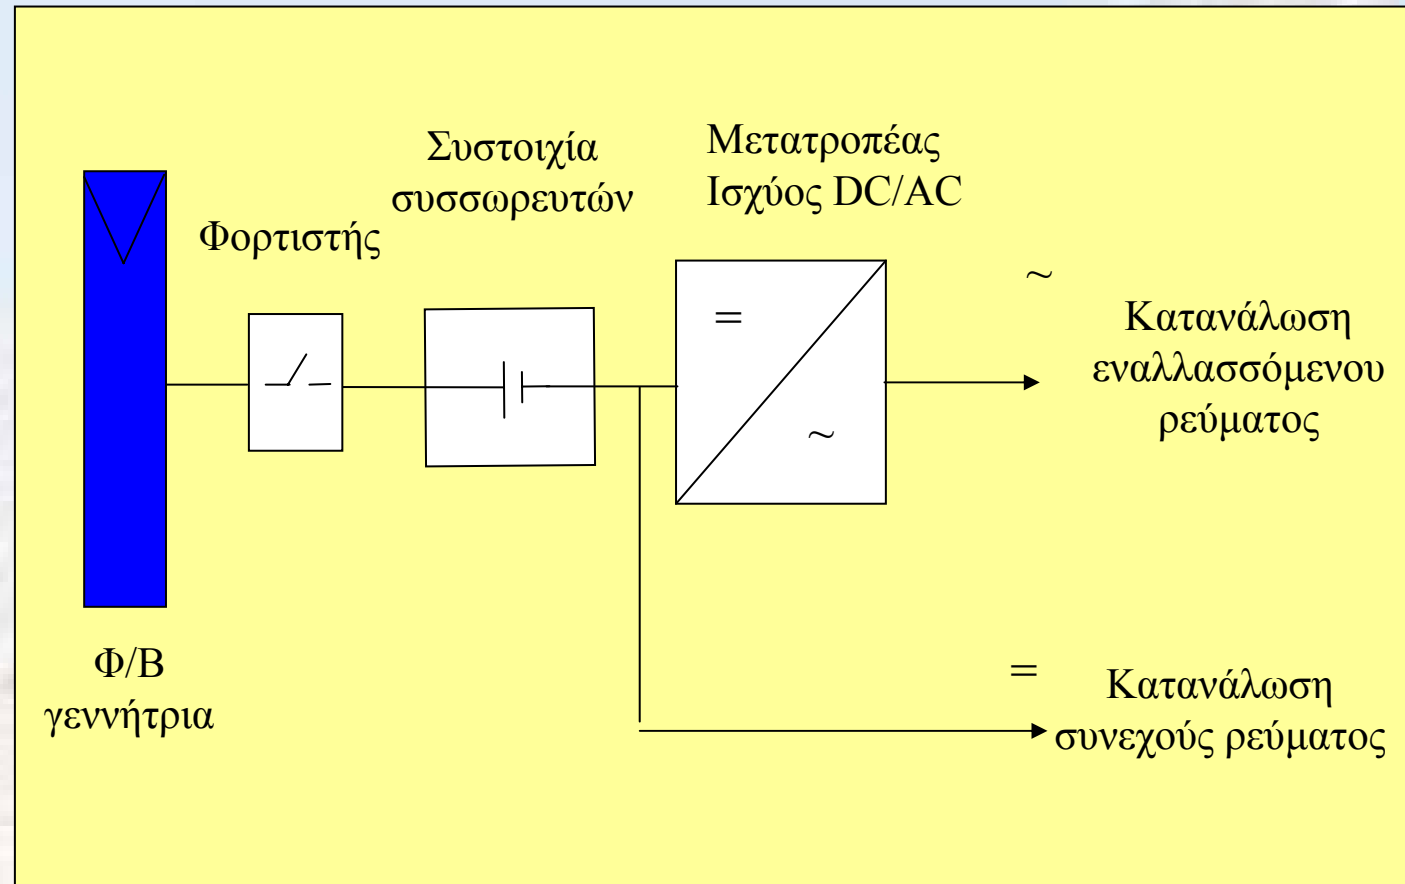 Συστοιχία
συσσωρευτών
Μετατροπέας
Ισχύος DC/AC
Φορτιστής
~
=
~
Κατανάλωση
εναλλασσόμενου
ρεύματος
Φ/Β
γεννήτρια
=
Κατανάλωση
συνεχούς ρεύματος